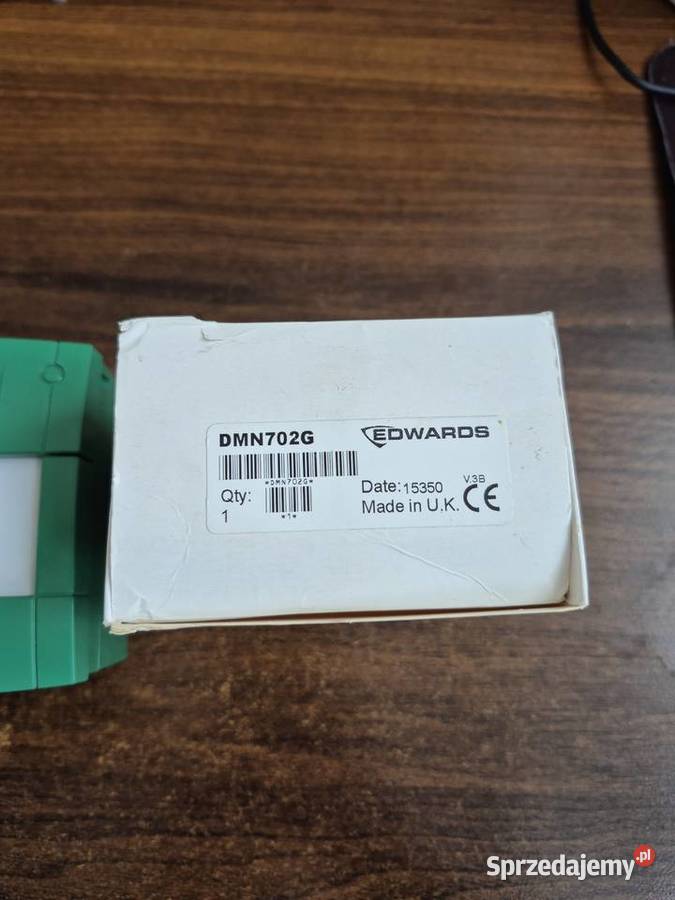 DMN702G
EDWARDS
*DMN702G*
Qty:
1
*1*
Date: 15350
Made in U.K.
V.3B
CE
Sprzedajemy.pl